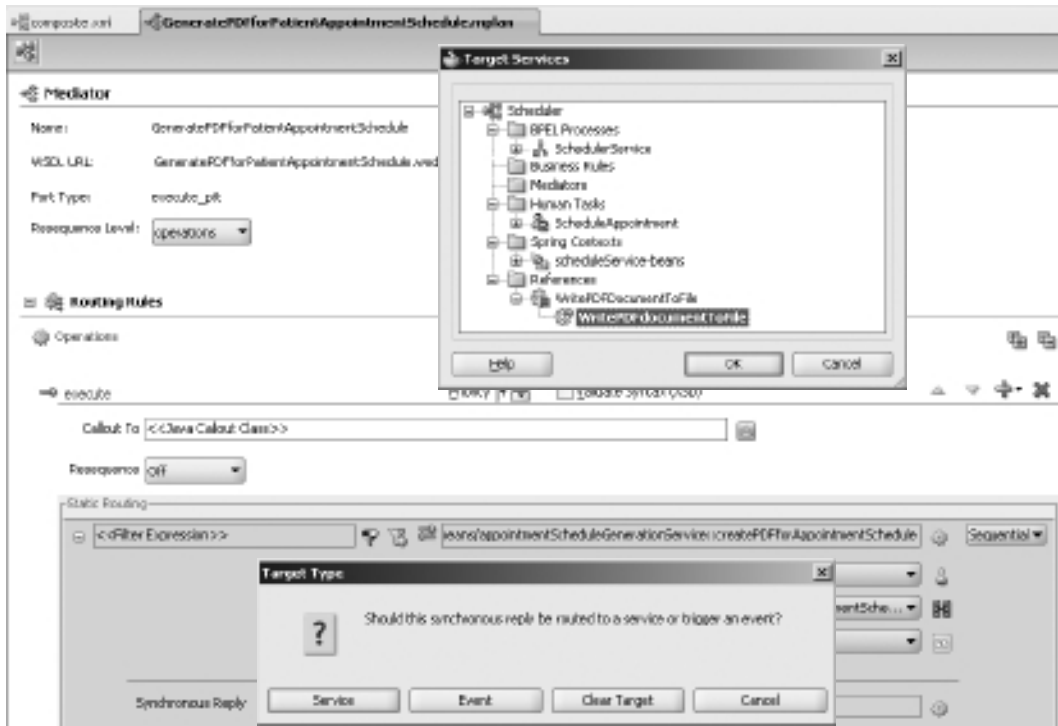 composite.xml
GeneratePDFforPatientAppointmentSchedule.mplan
Target Services
Mediator
Name:
GeneratePDFforPatientAppointmentSchedule
WSDL URL:
GeneratePDFforPatientAppointmentSchedule.wsd
Port Type:
execute_ptt
Resequence Level:
operations
Scheduler
BPEL Processes
SchedulerService
Business Rules
Mediators
Human Tasks
ScheduleAppointment
Spring Contexts
scheduleService-beans
References
WritePDFDocumentToFile
WritePDFdocumentToFile
Help
OK
Cancel
Routing Rules
Operations
execute
Validate Syntax (XSD)
Callout To
<<Java Callout Class>>
Resequence
Off
Static Routing
<<Filter Expression>>
eans/appointmentScheduleGenerationService::createPDFforAppointmentSchedule
Sequential
Target Type
Should this synchronous reply be routed to a service or trigger an event?
mentSche...
Synchronous Reply
Service
Event
Clear Target
Cancel